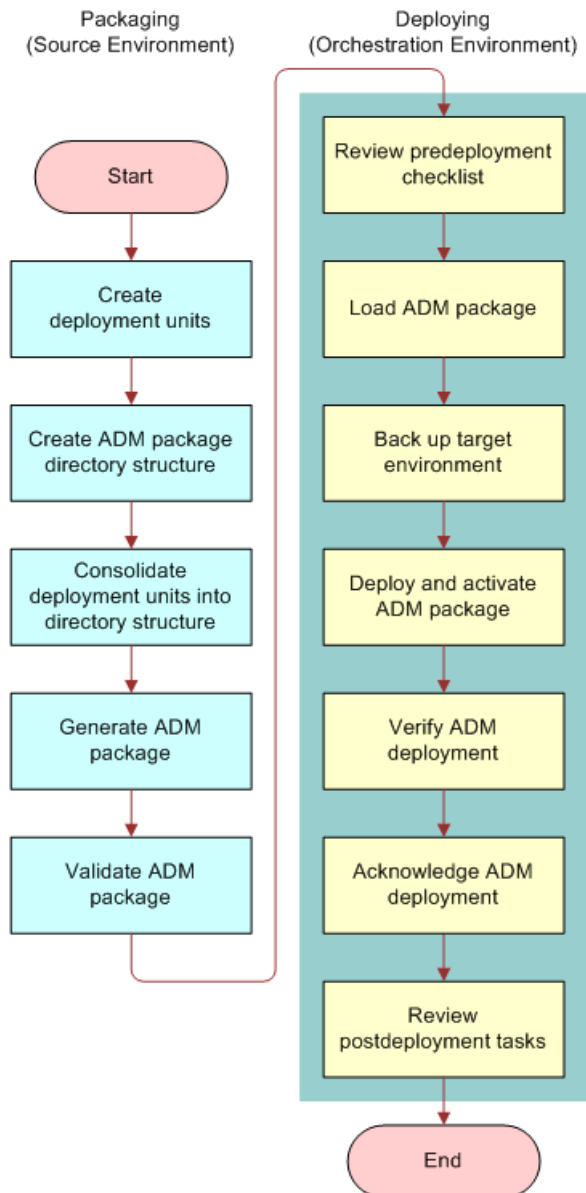 Packaging
(Source Environment)
Start
Create
deployment units
Create ADM package
directory structure
Consolidate
deployment units into
directory structure
Generate ADM
package
Validate ADM
package
Deploying
(Orchestration Environment)
Review predeployment
checklist
Load ADM package
Back up target
environment
Deploy and activate
ADM package
Verify ADM
deployment
Acknowledge ADM
deployment
Review
postdeployment tasks
End